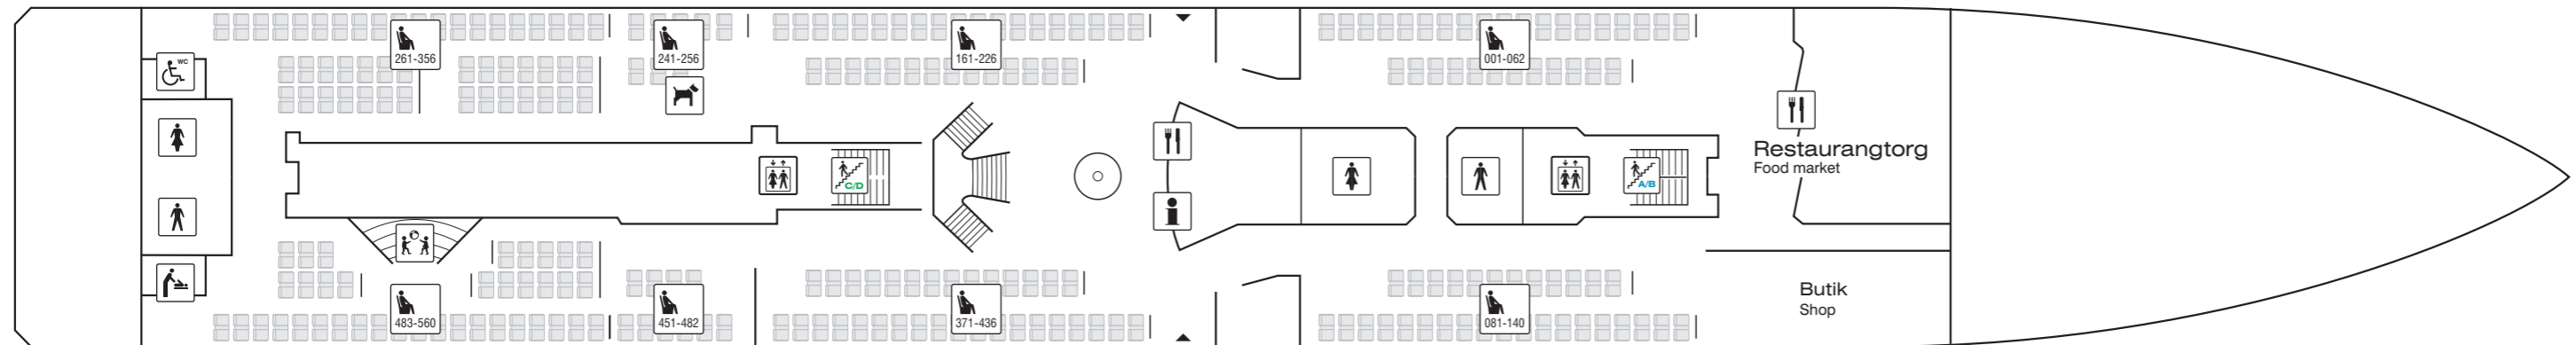 261-356
241-256
161-226
001-062
WC
C/D
A/B
Restaurangtorg
Food market
Butik
Shop
483-560
451-482
371-436
081-140